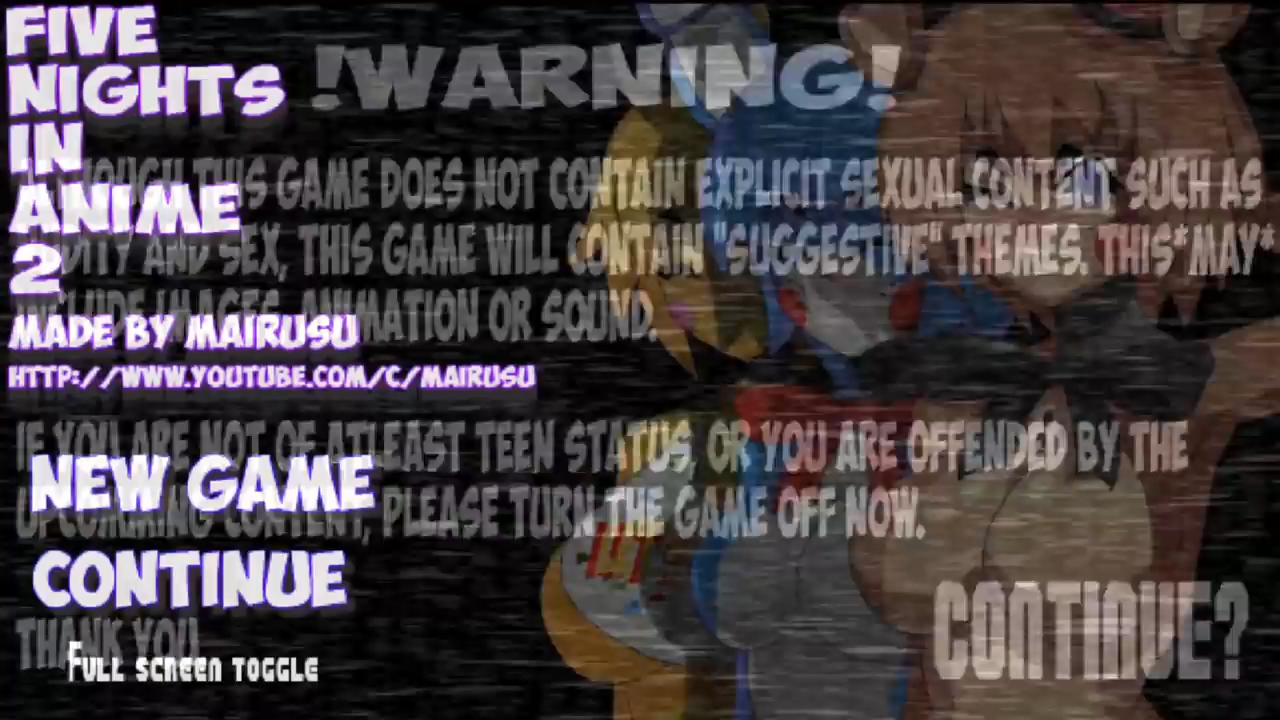 FIVE
NIGHTS
IN
ANIME
2
MADE BY MAIRUSU
HTTP://WWW.YOUTUBE.COM/C/MAIRUSU
!WARNING!
THIS GAME DOES NOT CONTAIN EXPLICIT SEXUAL CONTENT SUCH AS
AND SEX, THIS GAME WILL CONTAIN "SUGGESTIVE" THEMES. THIS*MAY*
INCLUDE IMAGES, ANIMATION OR SOUND.
IF YOU ARE NOT OF ATLEAST TEEN STATUS, OR YOU ARE OFFENDED BY THE
NEW GAME
CONTENT, PLEASE TURN THE GAME OFF NOW.
CONTINUE
THANK YOU
FULL SCREEN TOGGLE
CONTINUE?